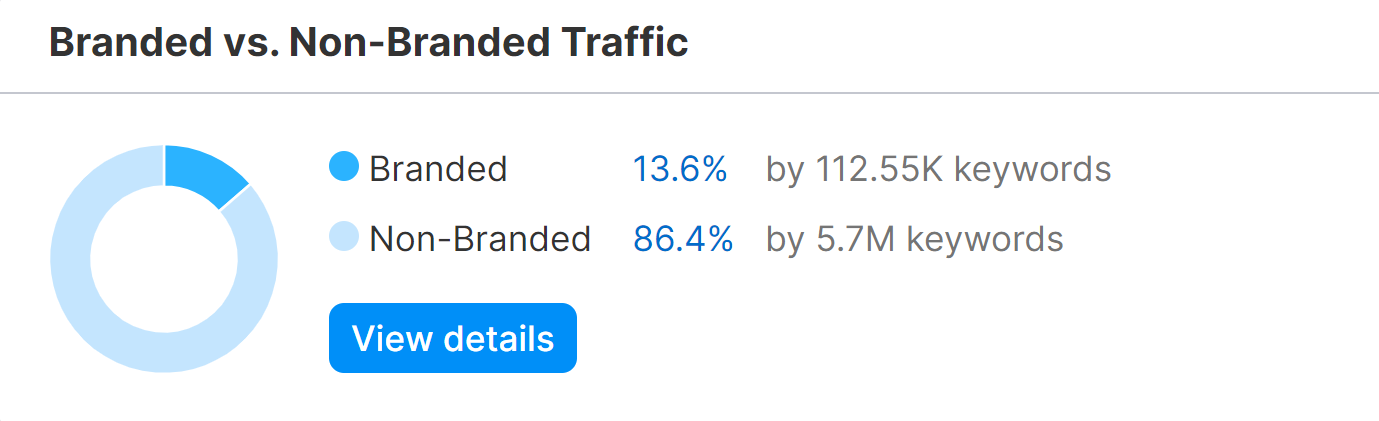 Branded vs. Non-Branded Traffic
Branded 13.6% by 112.55K keywords
Non-Branded 86.4% by 5.7M keywords
View details